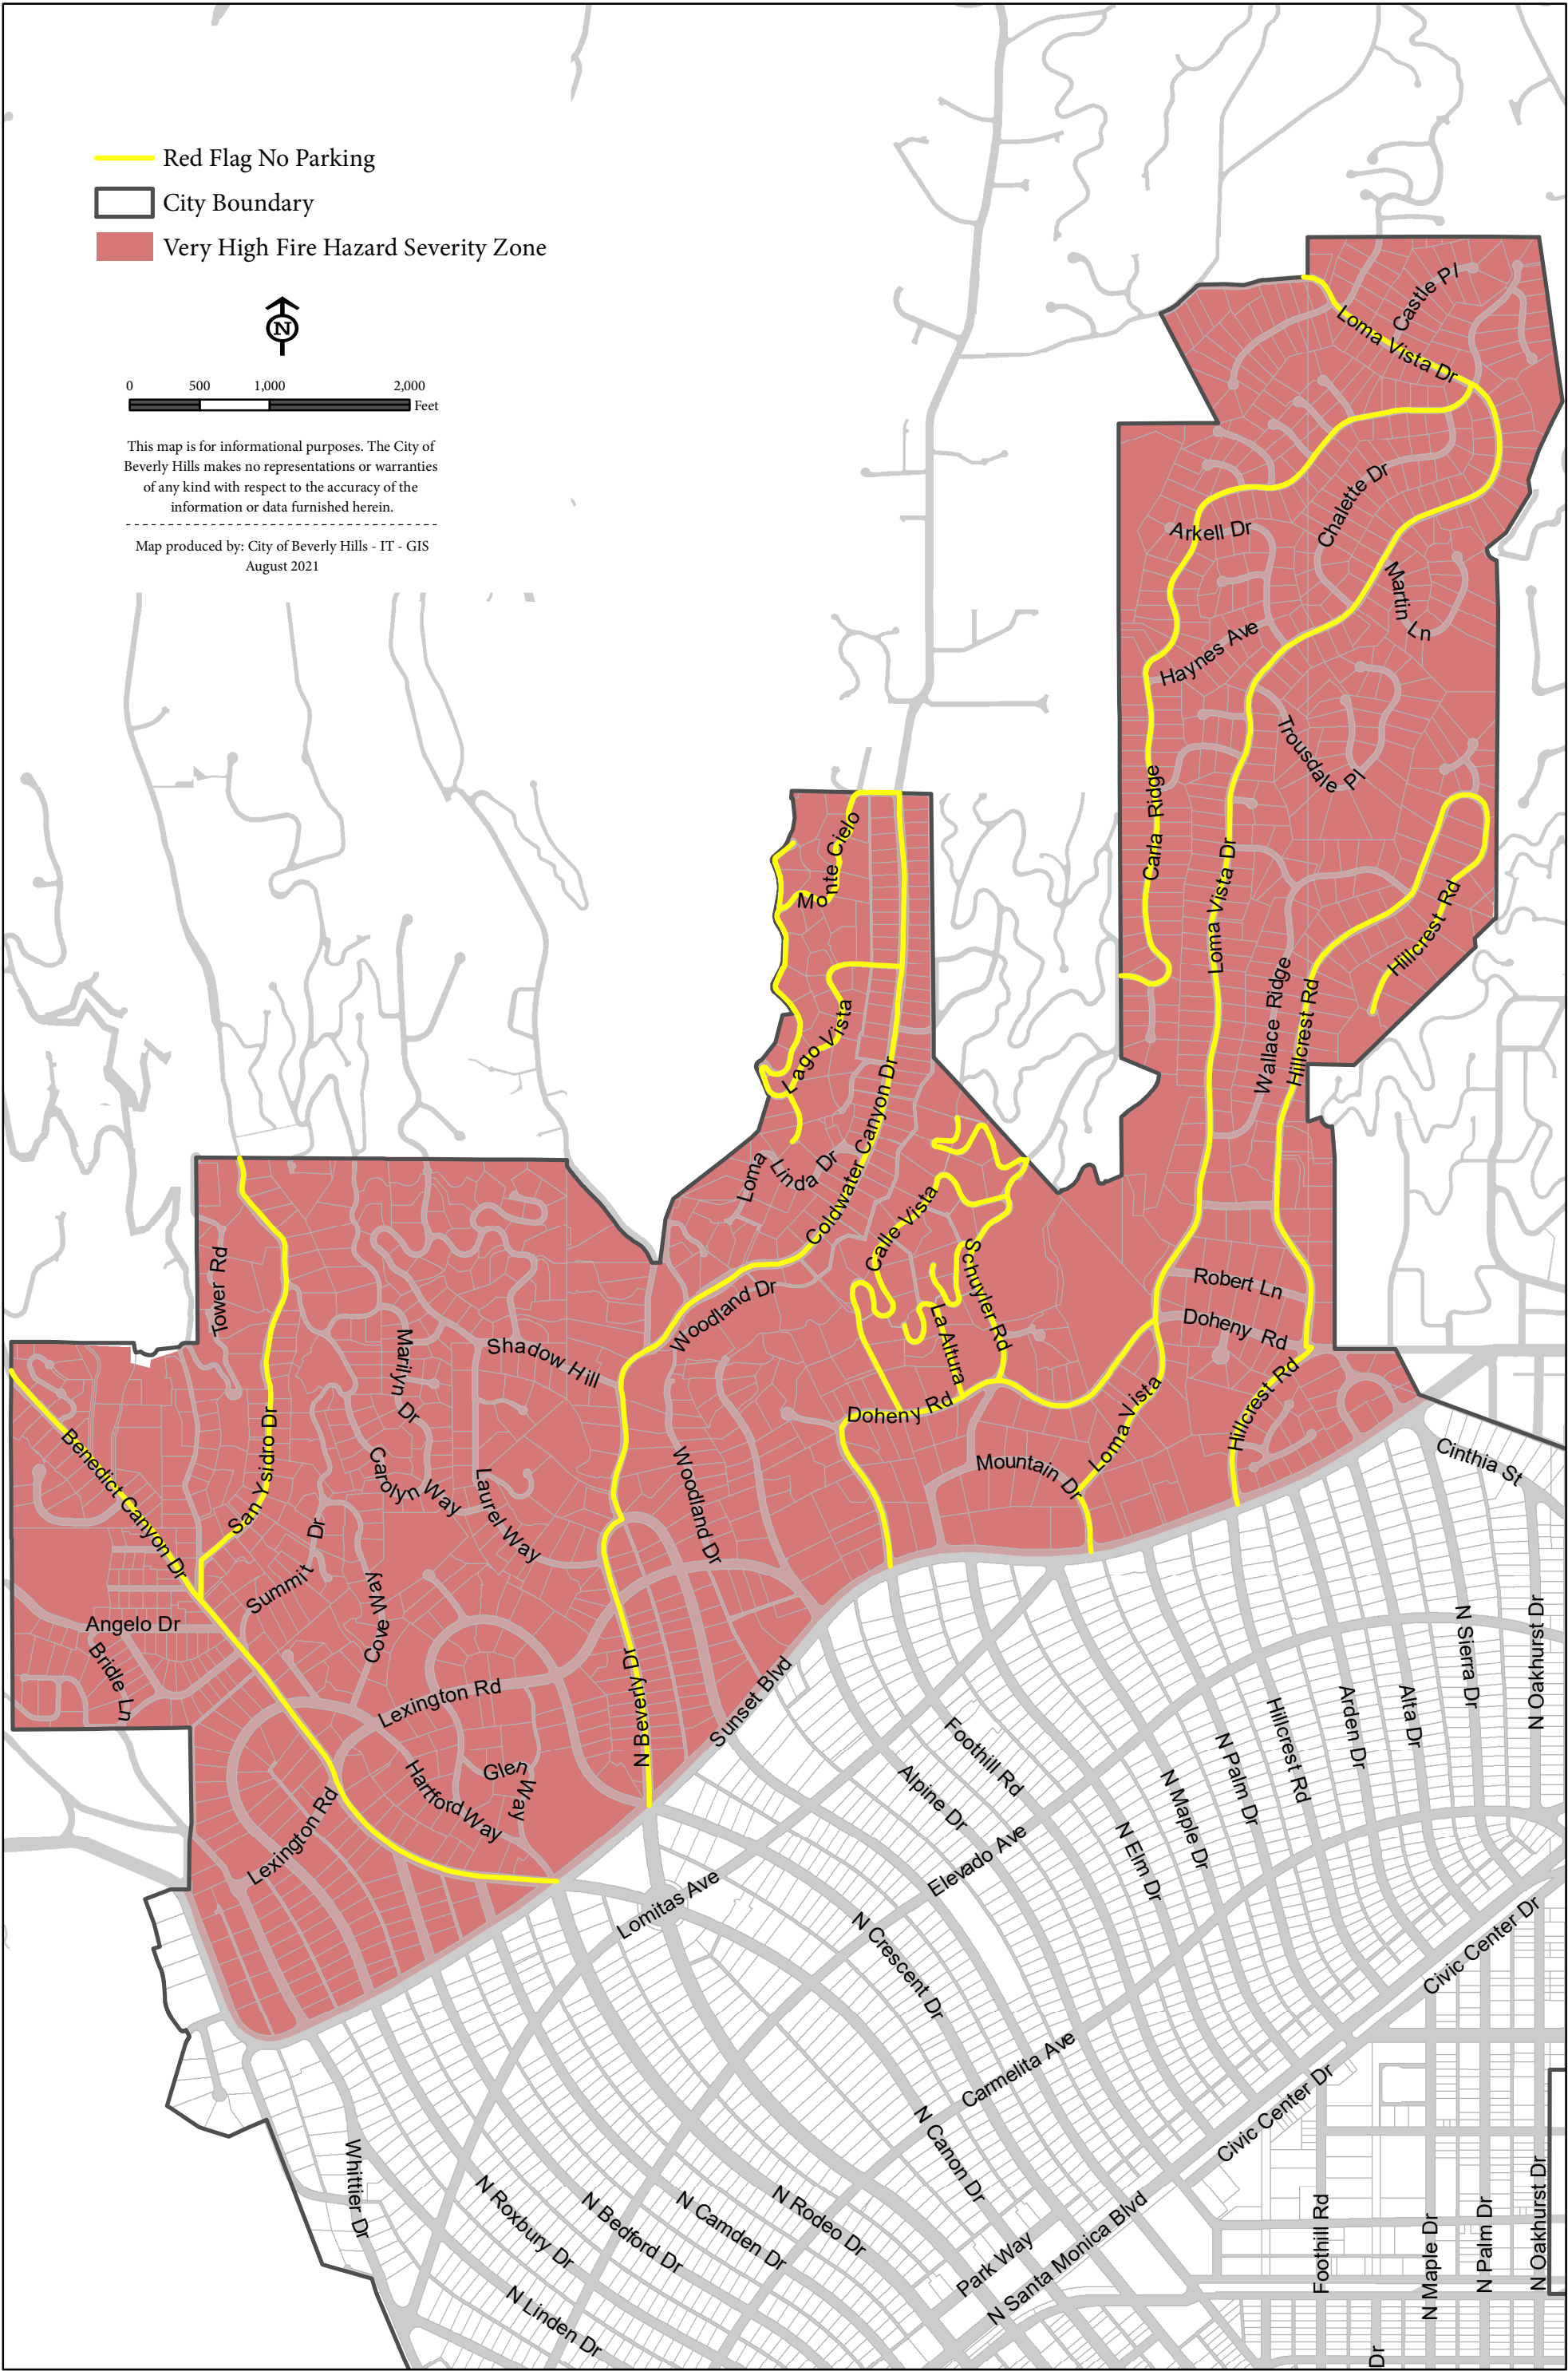 Red Flag No Parking
City Boundary
Very High Fire Hazard Severity Zone
N
0 500 1,000 2,000
Feet
This map is for informational purposes. The City of
Beverly Hills makes no representations or warranties
of any kind with respect to the accuracy of the
information or data furnished herein.
Map produced by: City of Beverly Hills - IT - GIS
August 2021
Castle Pl
Loma Vista Dr
Chalette Dr
Arkell Dr
Martin Ln
Haynes Ave
Trousdale Pl
Carla Ridge
Monte Cielo
Loma Vista Dr
Hillcrest Rd
Wallace Ridge
Hillcrest Rd
Lago Vista
Coldwater Canyon Dr
Loma Linda Dr
Calle Vista
Tower Rd
Schuyler Rd
Robert Ln
Woodland Dr
Doheny Rd
Marilyn Dr
Shadow Hill
La Altura
Doheny Rd
Hillcrest Rd
Loma Vista
Benedict Canyon Dr
San Ysidro Dr
Carolyn Way
Laurel Way
Woodland Dr
Mountain Dr
Cinthia St
Summit Dr
Cove Way
Angelo Dr
Bridle Ln
Lexington Rd
N Beverly Dr
Sunset Blvd
N Sierra Dr
N Oakhurst Dr
Alta Dr
Arden Dr
Hillcrest Rd
N Palm Dr
N Maple Dr
Foothill Rd
Alpine Dr
N Elm Dr
Glen Way
Hartford Way
Lexington Rd
Elevado Ave
Lomitas Ave
N Crescent Dr
Civic Center Dr
Carmelita Ave
Civic Center Dr
N Canon Dr
Whittier Dr
N Roxbury Dr
N Bedford Dr
N Camden Dr
N Rodeo Dr
Park Way
N Santa Monica Blvd
N Linden Dr
Foothill Rd
N Maple Dr
N Palm Dr
N Oakhurst Dr
Dr